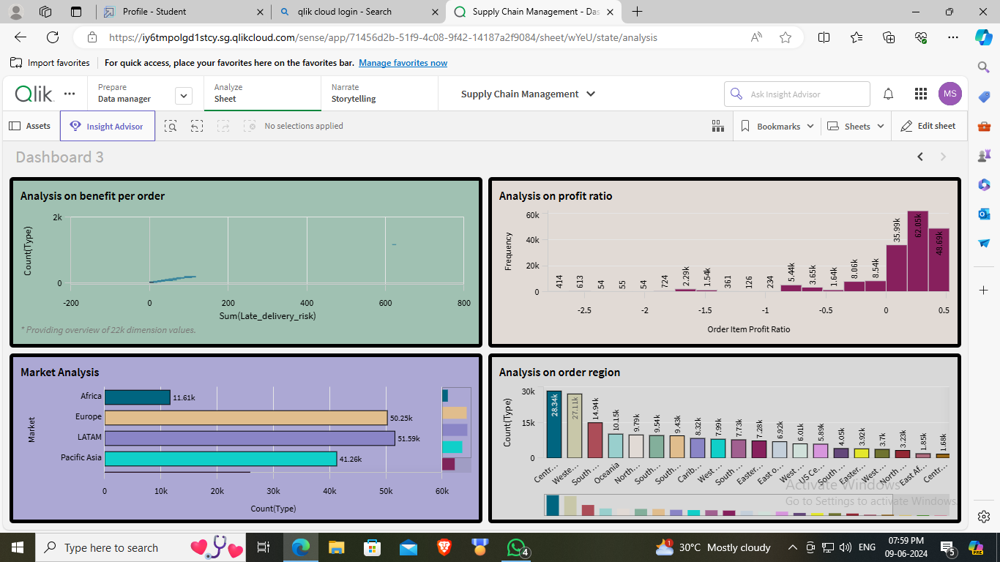 Profile - Student
qlik cloud login - Search
Supply Chain Management - Das
https://iy6tmpolgd1stcy.sg.qlikcloud.com/sense/app/71456d2b-51f9-4c08-9f42-14187a2f9084/sheet/wYeU/state/analysis
Import favorites
For quick access, place your favorites here on the favorites bar. Manage favorites now
Qlik
Prepare
Data manager
Analyze
Sheet
Narrate
Storytelling
Supply Chain Management
Ask Insight Advisor
MS
Assets
Insight Advisor
No selections applied
Bookmarks
Sheets
Edit sheet
Dashboard 3
Analysis on benefit per order
Count(Type)
2k
0
-200 0 200 400 600 800
Sum(Late_delivery_risk)
* Providing overview of 22k dimension values.
Analysis on profit ratio
Frequency
60k
40k
20k
0
414 613 54 55 54 724 2.29k 1.54k 361 126 234 5.44k 3.65k 1.64k 8.06k 8.54k 35.99k 62.05k 48.69k
-2.5 -2 -1.5 -1 -0.5 0 0.5
Order Item Profit Ratio
Market Analysis
Market
Africa 11.61k
Europe 50.25k
LATAM 51.59k
Pacific Asia 41.26k
0 10k 20k 30k 40k 50k 60k
Count(Type)
Analysis on order region
Count(Type)
30k
15k
0
28.34k 27.11k 14.94k 10.15k 9.79k 9.54k 9.43k 8.32k 7.99k 7.73k 7.28k 6.92k 6.01k 5.89k 4.05k 3.92k 3.7k 3.23k 1.85k 1.68k
Centr... Weste... South ... Oceania North... South... South... Carib... West ... South ... Easter... East o... West ... US Ce... South ... Easter... West ... North ... East Af... Centr...
Activate Windows
Go to Settings to activate Windows.
Type here to search
4
1
30°C Mostly cloudy
ENG
07:59 PM
09-06-2024
5
PRE